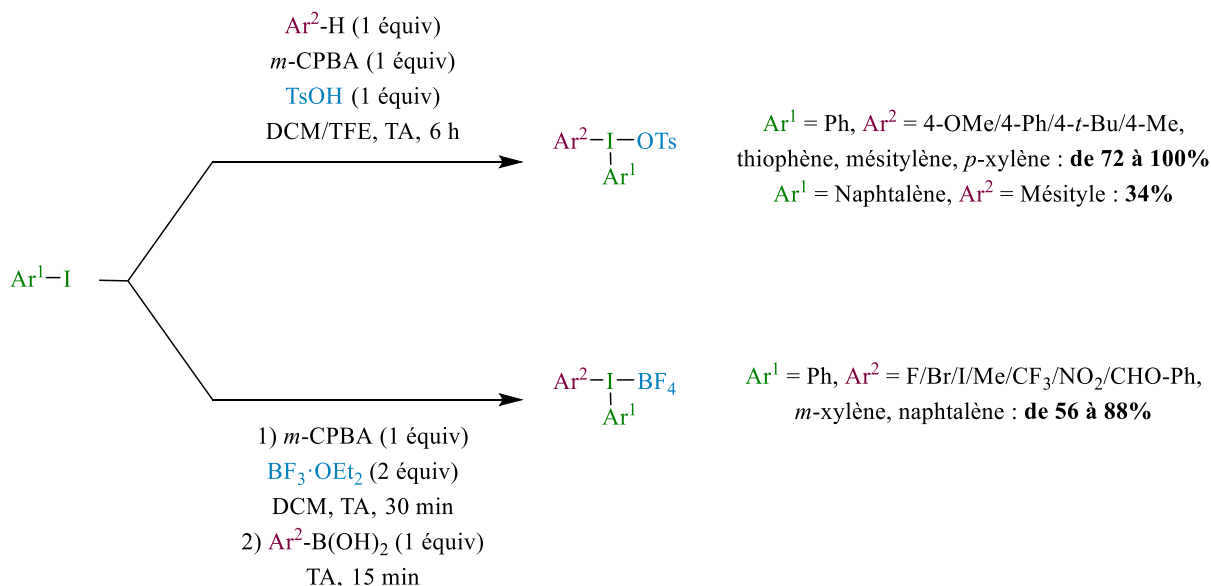 Ar²-H (1 équiv)
m-CPBA (1 équiv)
TsOH (1 équiv)
DCM/TFE, TA, 6 h
Ar²-I-OTs
Ar¹
Ar¹ = Ph, Ar² = 4-OMe/4-Ph/4-t-Bu/4-Me,
thiophène, mésitylène, p-xylène : de 72 à 100%
Ar¹ = Naphtalène, Ar² = Mésityle : 34%
Ar¹-I
Ar²-I-BF₄
Ar¹
Ar¹ = Ph, Ar² = F/Br/I/Me/CF₃/NO₂/CHO-Ph,
m-xylène, naphtalène : de 56 à 88%
1) m-CPBA (1 équiv)
BF₃·OEt₂ (2 équiv)
DCM, TA, 30 min
2) Ar²-B(OH)₂ (1 équiv)
TA, 15 min